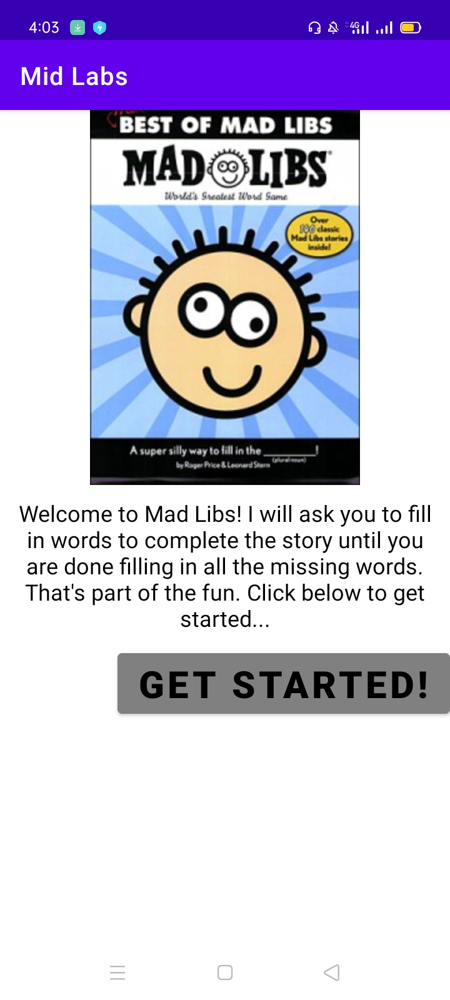 4:03
4G
Mid Labs
BEST OF MAD LIBS
MAD LIBS
World's Greatest Word Game
Over
classic
Mad Libs stories
inside!
A super silly way to fill in the ________!
(plural noun)
by Roger Price & Leonard Stern
Welcome to Mad Libs! I will ask you to fill
in words to complete the story until you
are done filling in all the missing words.
That's part of the fun. Click below to get
started...
GET STARTED!